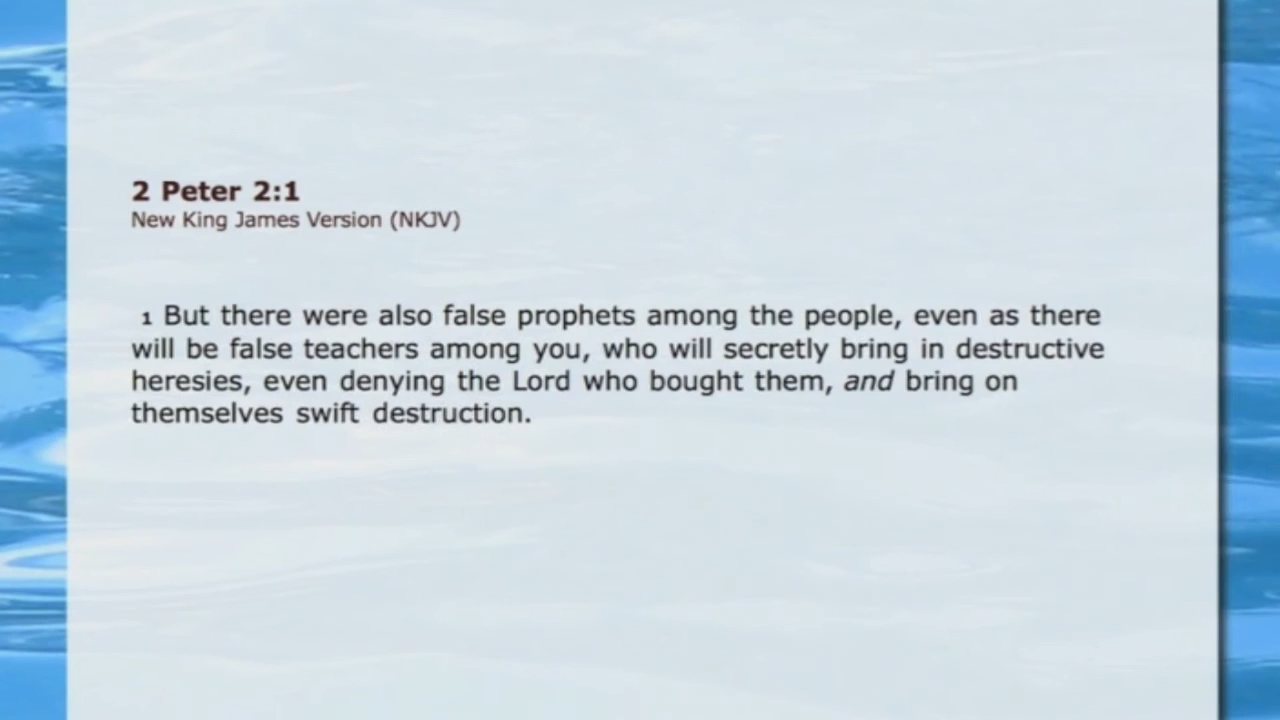 2 Peter 2:1
New King James Version (NKJV)
1 But there were also false prophets among the people, even as there
will be false teachers among you, who will secretly bring in destructive
heresies, even denying the Lord who bought them, and bring on
themselves swift destruction.